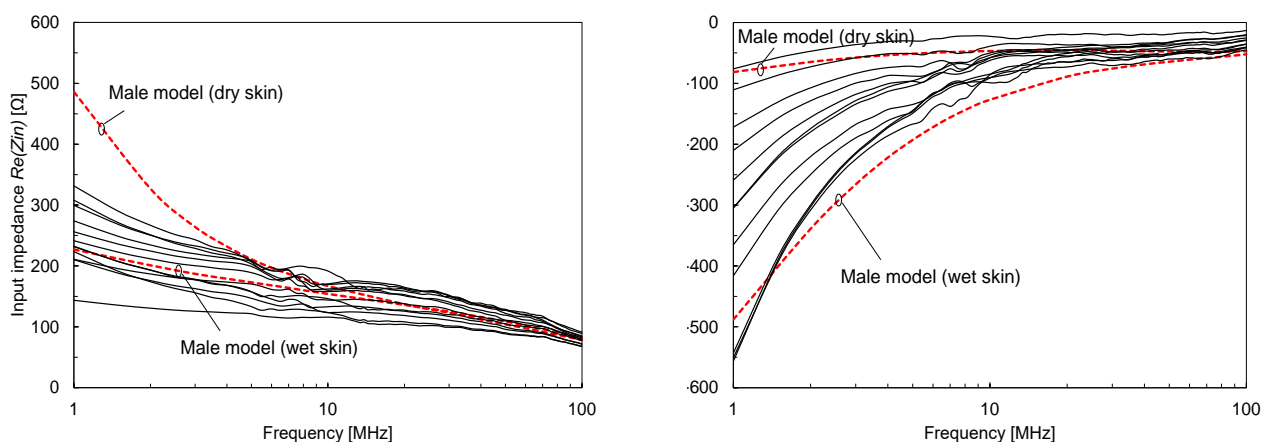 600
500
400
300
200
100
0
Input impedance Re(Zin) [Ω]
Male model (dry skin)
Male model (wet skin)
1
10
100
Frequency [MHz]
0
-100
-200
-300
-400
-500
-600
Male model (dry skin)
Male model (wet skin)
1
10
100
Frequency [MHz]